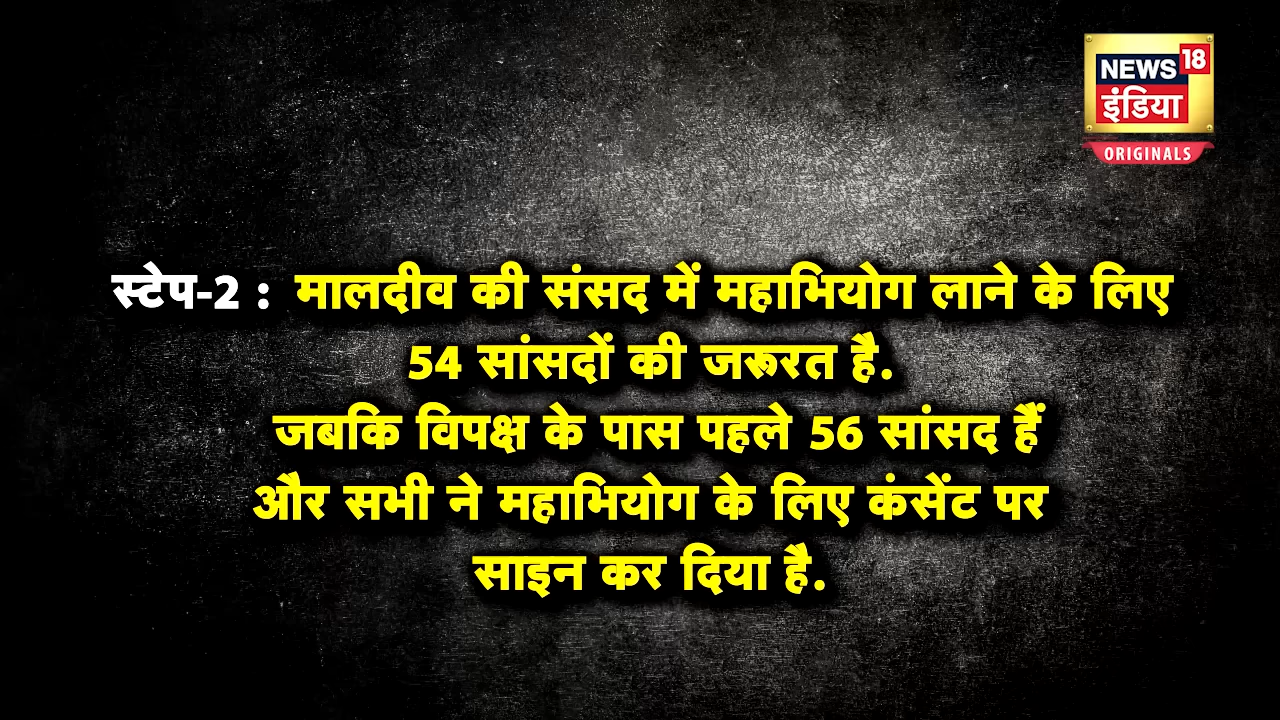 NEWS 18
इंडिया
ORIGINALS
स्टेप-2 : मालदीव की संसद में महाभियोग लाने के लिए
54 सांसदों की जरूरत है.
जबकि विपक्ष के पास पहले 56 सांसद हैं
और सभी ने महाभियोग के लिए कंसेंट पर
साइन कर दिया है.